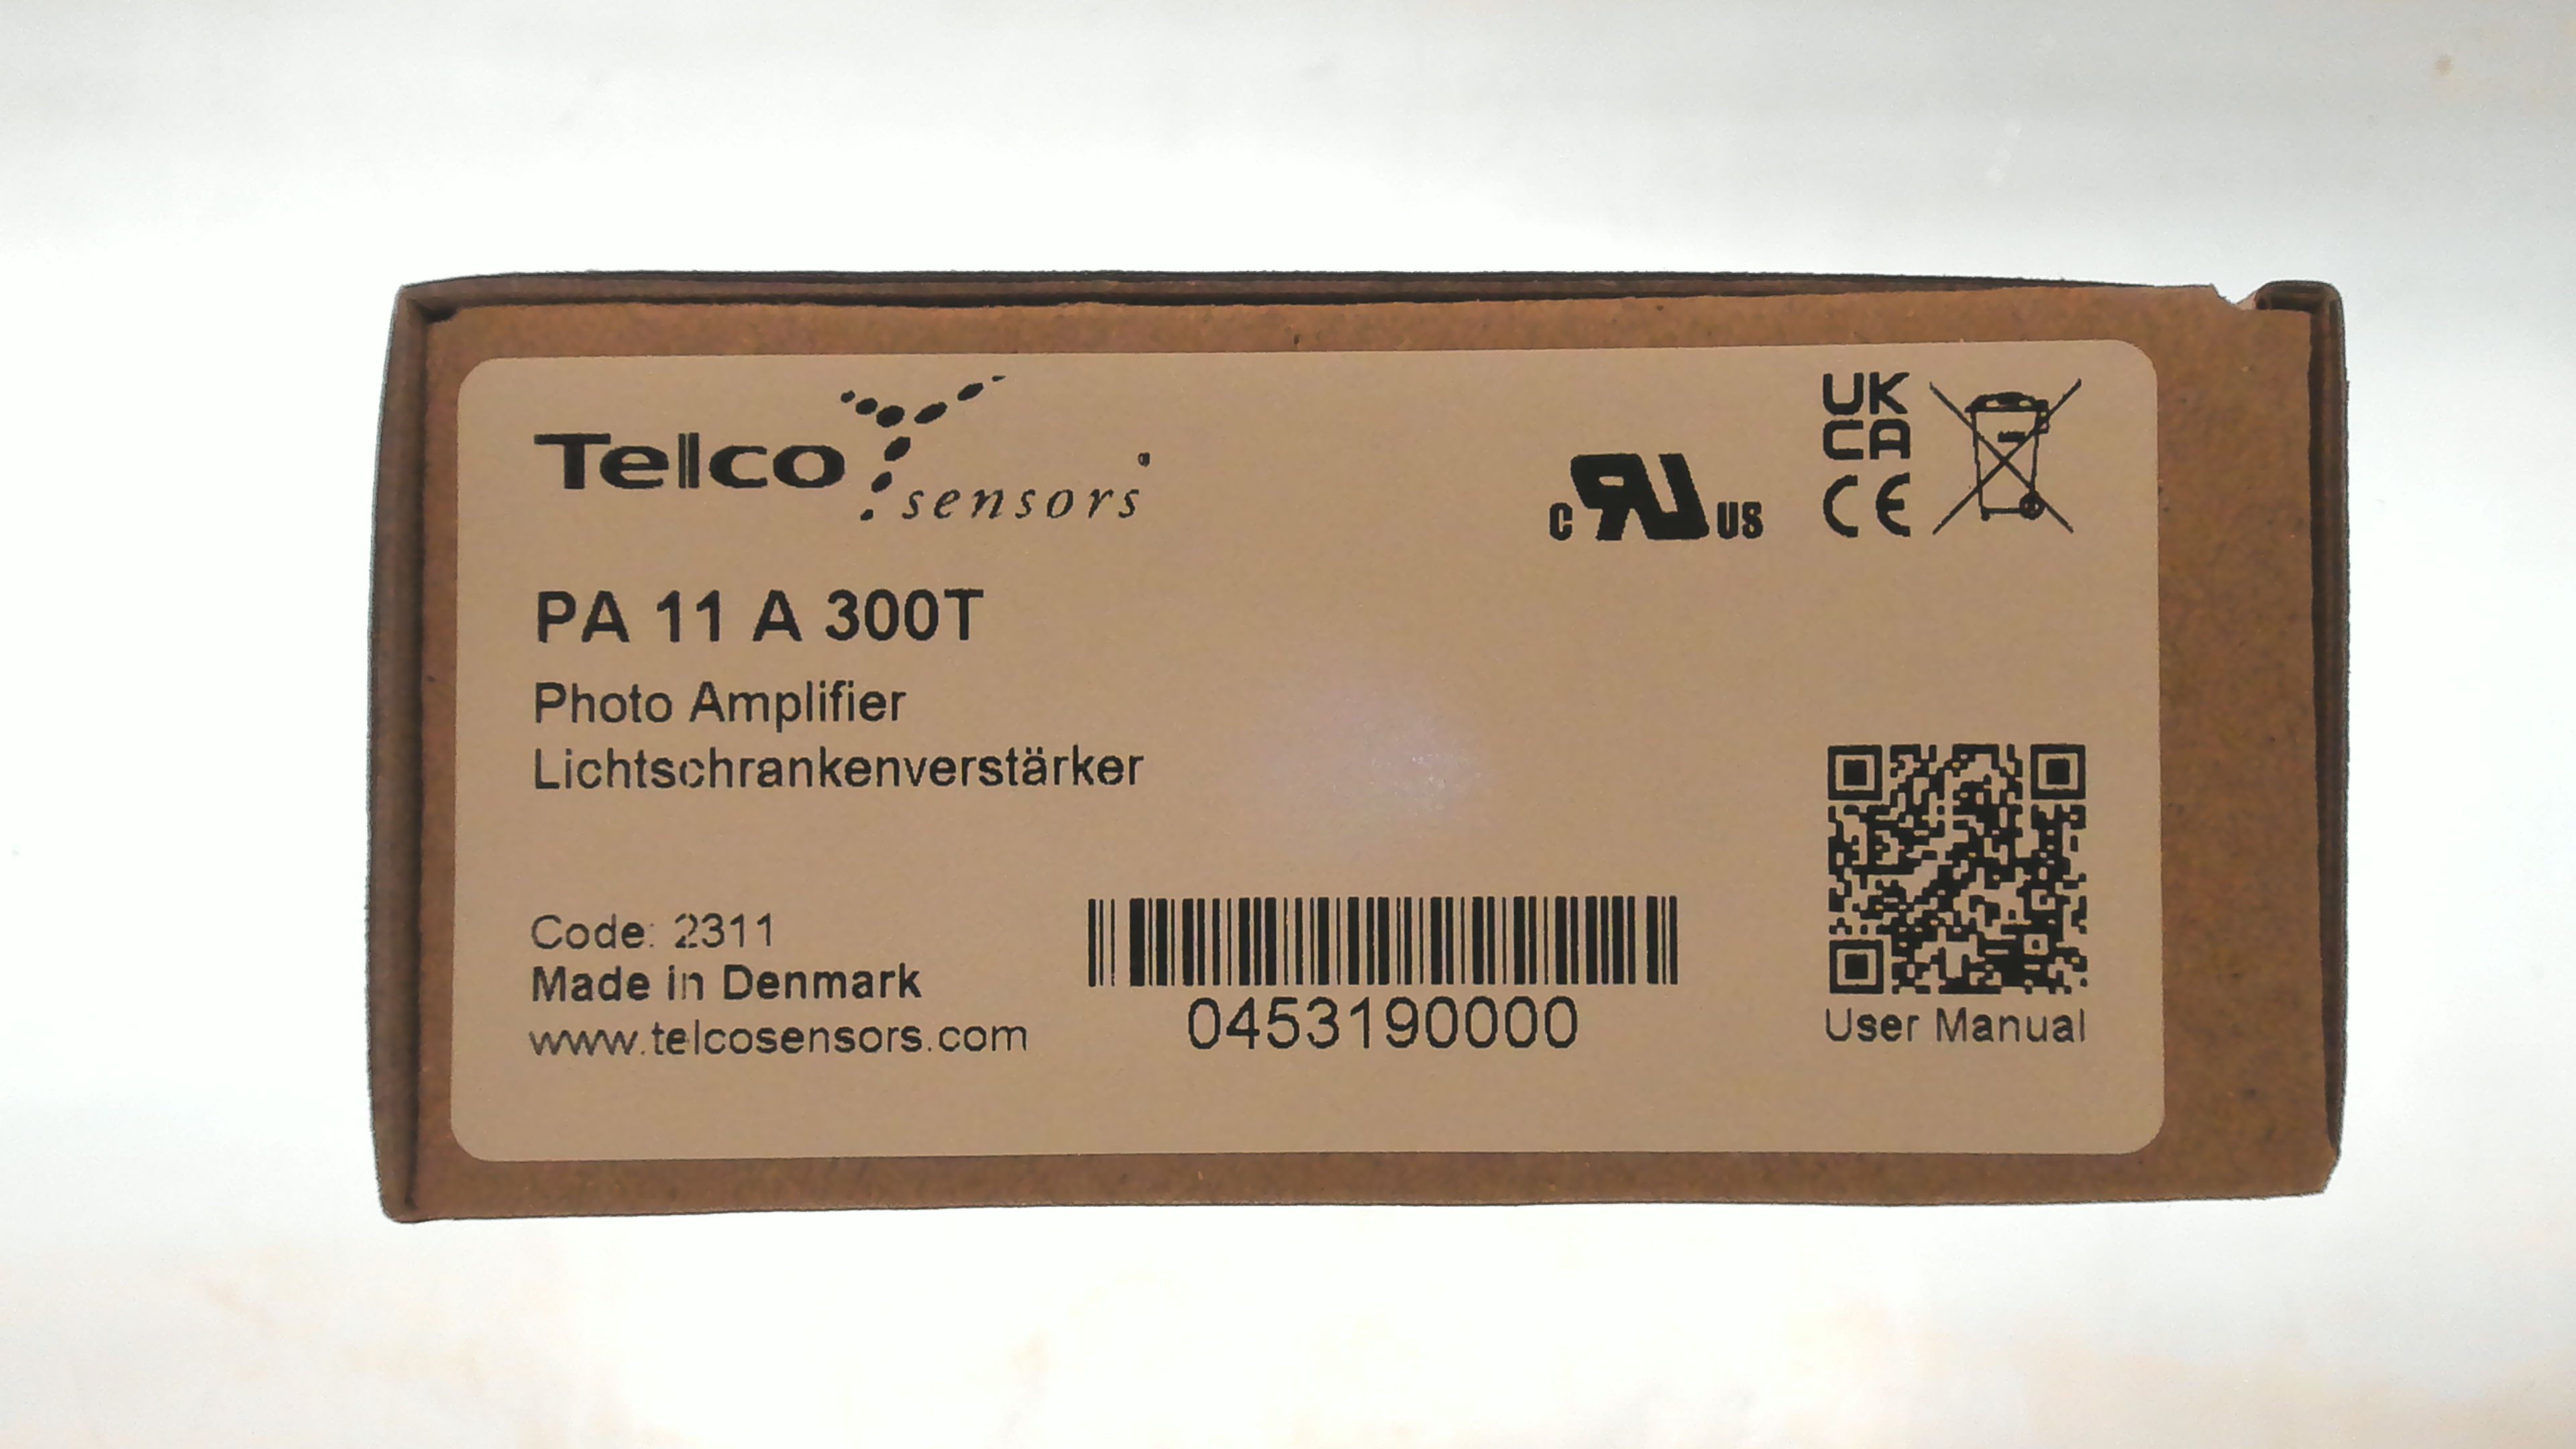 Telco
sensors
c RU US
UK
CA
CE
PA 11 A 300T
Photo Amplifier
Lichtschrankenverstärker
Code: 2311
Made in Denmark
www.telcosensors.com
0453190000
User Manual